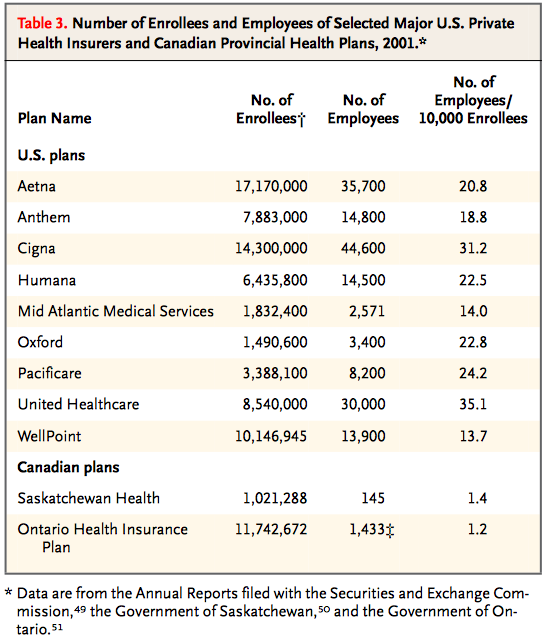 Table 3. Number of Enrollees and Employees of Selected Major U.S. Private
Health Insurers and Canadian Provincial Health Plans, 2001.*
Plan Name No. of Enrollees† No. of Employees No. of Employees/ 10,000 Enrollees
U.S. plans
Aetna 17,170,000 35,700 20.8
Anthem 7,883,000 14,800 18.8
Cigna 14,300,000 44,600 31.2
Humana 6,435,800 14,500 22.5
Mid Atlantic Medical Services 1,832,400 2,571 14.0
Oxford 1,490,600 3,400 22.8
Pacificare 3,388,100 8,200 24.2
United Healthcare 8,540,000 30,000 35.1
WellPoint 10,146,945 13,900 13.7
Canadian plans
Saskatchewan Health 1,021,288 145 1.4
Ontario Health Insurance 11,742,672 1,433‡ 1.2
Plan
* Data are from the Annual Reports filed with the Securities and Exchange Com-
mission,49 the Government of Saskatchewan,50 and the Government of On-
tario.51